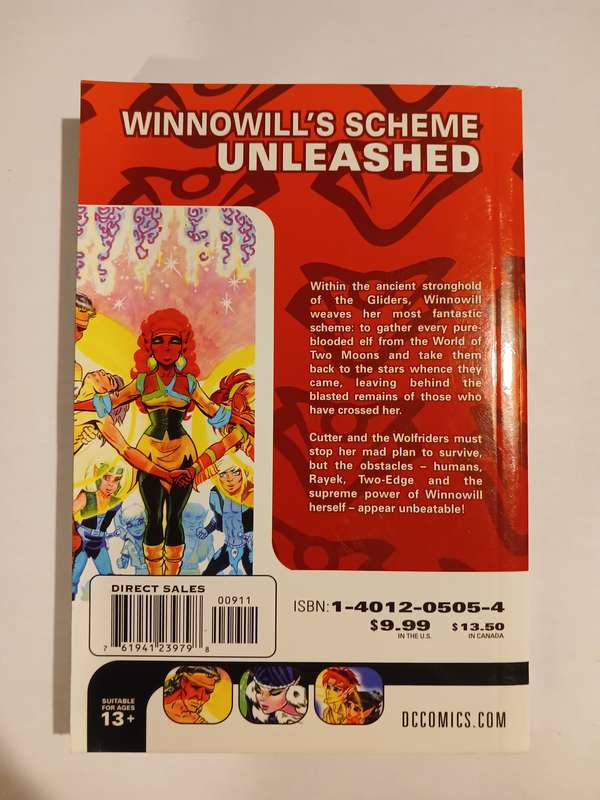 WINNOWILL'S SCHEME
UNLEASHED
Within the ancient stronghold
of the Gliders, Winnowill
weaves her most fantastic
scheme: to gather every pure-
blooded elf from the World of
Two Moons and take them
back to the stars whence they
came, leaving behind the
blasted remains of those who
have crossed her.
Cutter and the Wolfriders must
stop her mad plan to survive,
but the obstacles – humans,
Rayek, Two-Edge and the
supreme power of Winnowill
herself – appear unbeatable!
DIRECT SALES
00911
7 61941 23979 8
ISBN: 1-4012-0505-4
$9.99 $13.50
IN THE U.S. IN CANADA
SUITABLE
FOR AGES
13+
DCCOMICS.COM